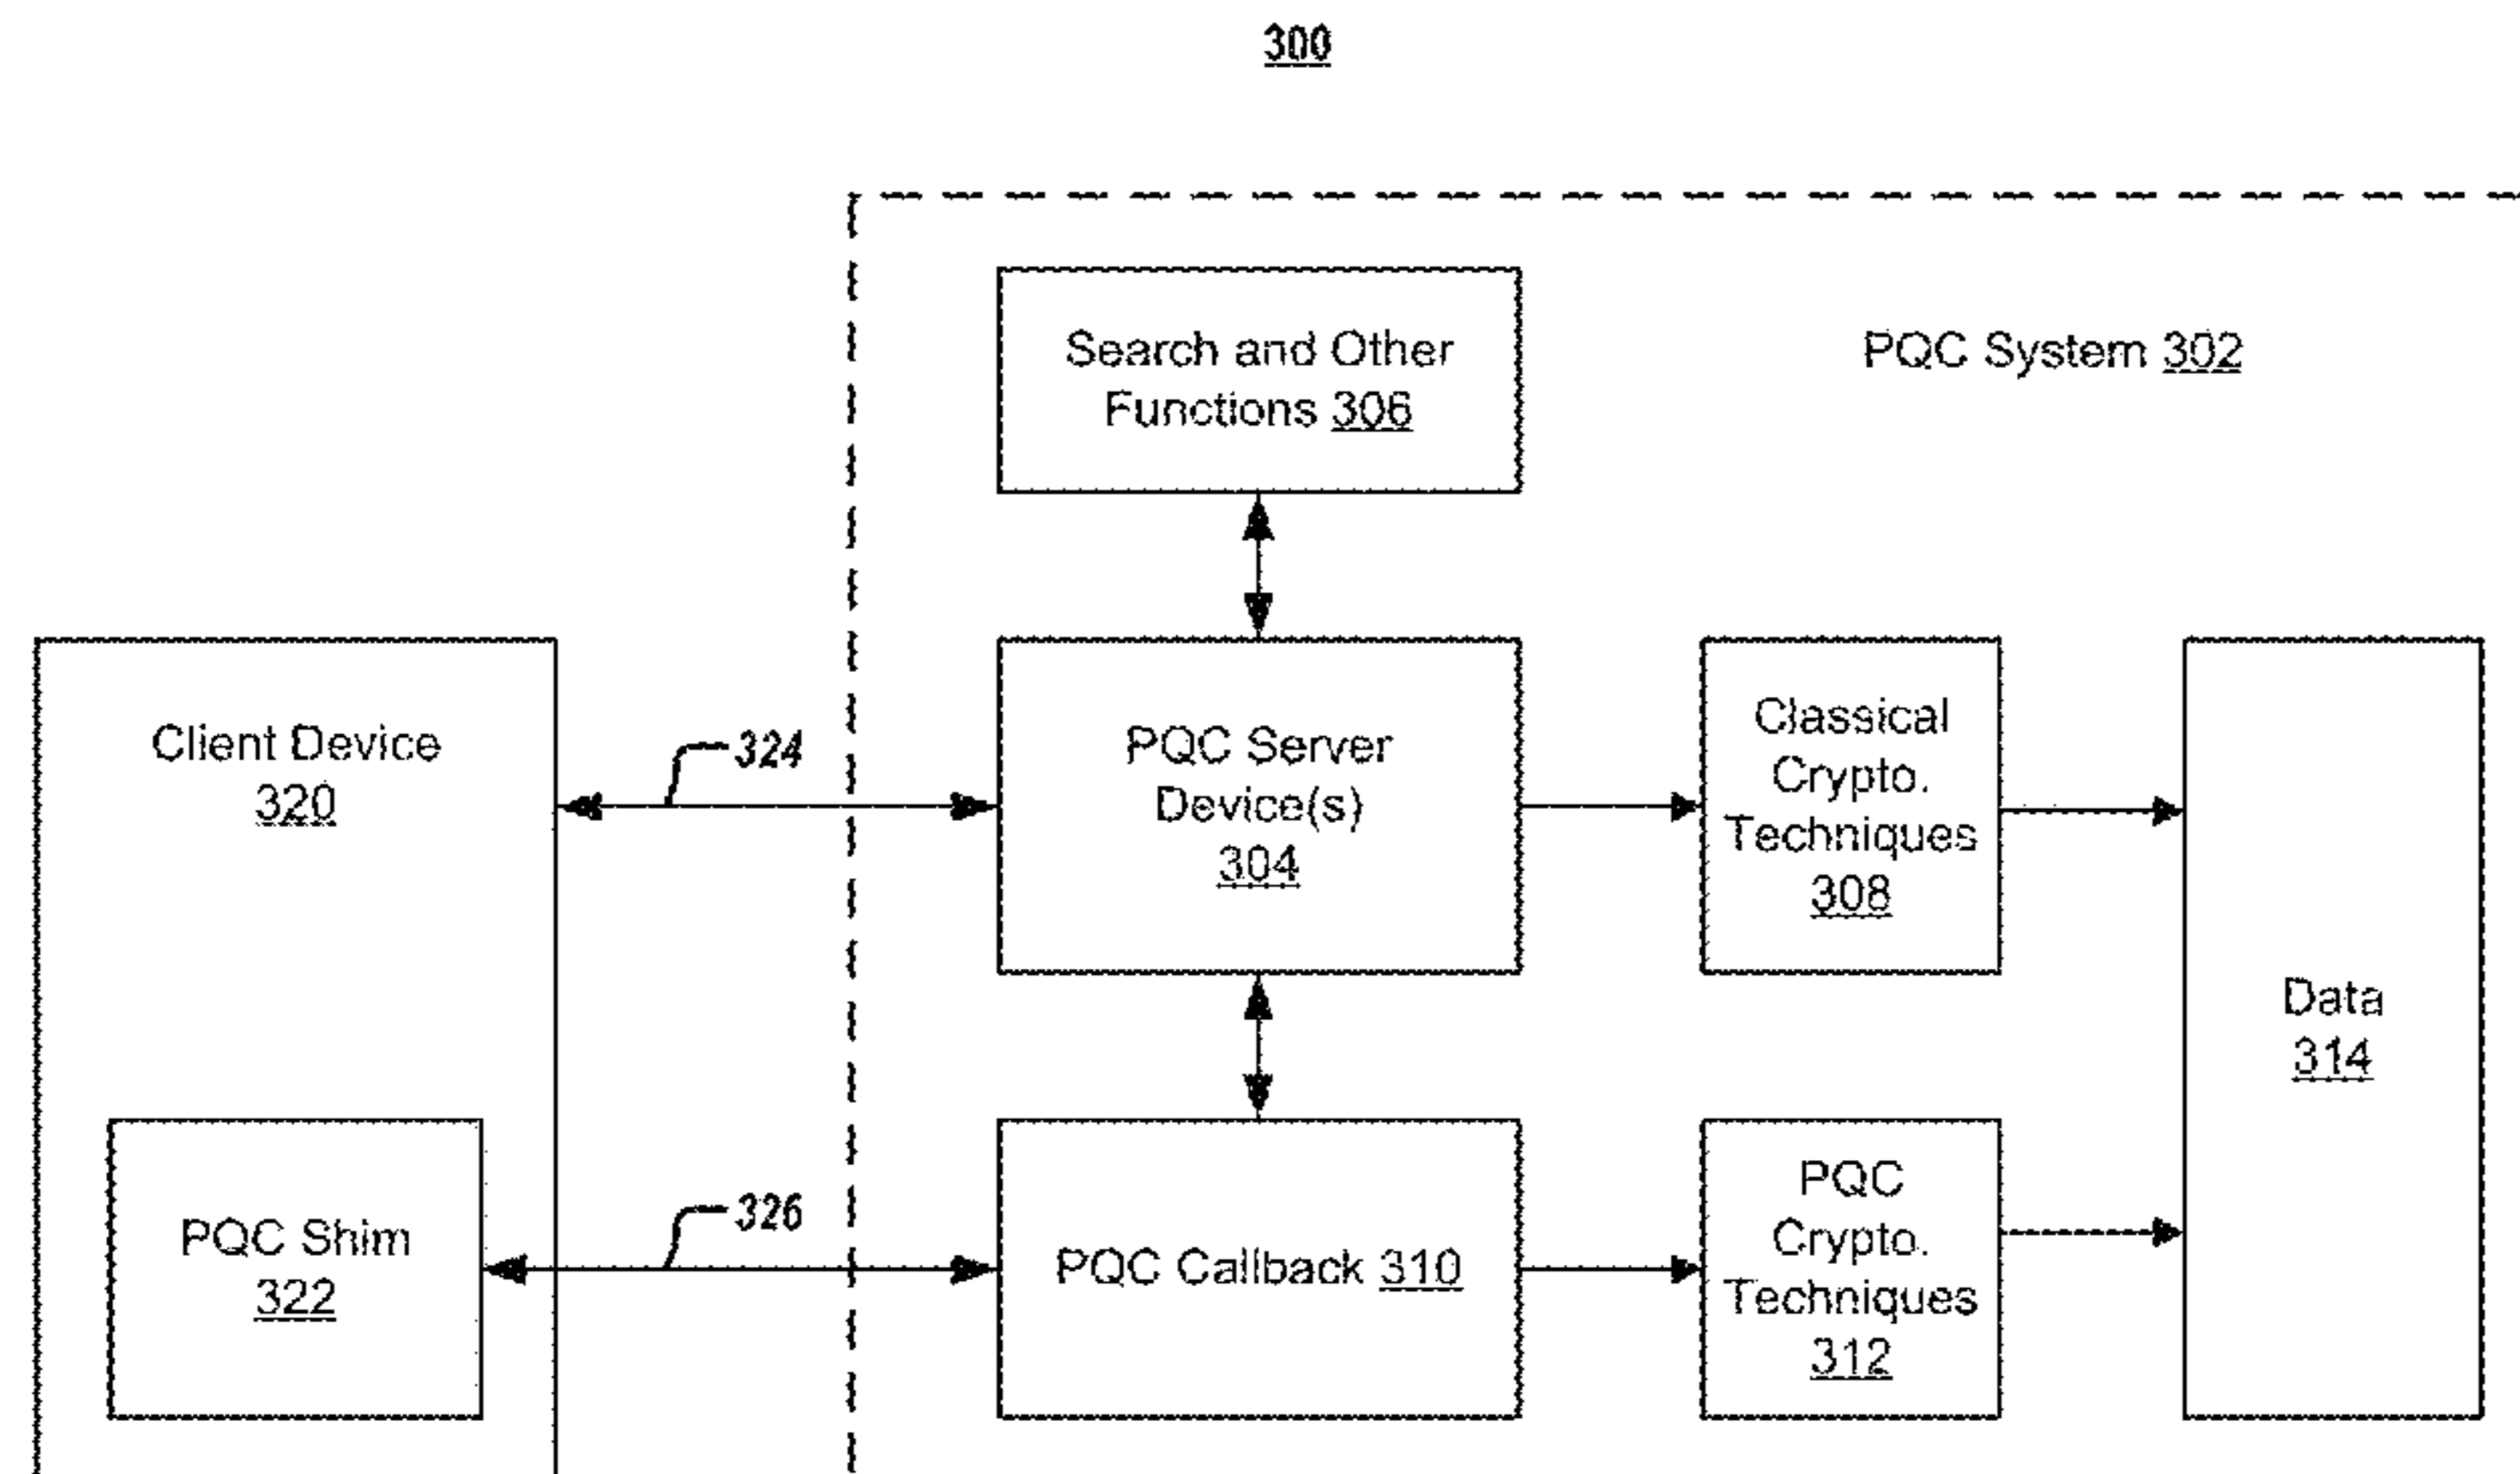 300
Search and Other
Functions 306
PQC System 302
Client Device
320
324
PQC Server
Device(s)
304
Classical
Crypto.
Techniques
308
Data
314
PQC Shim
322
326
PQC Callback 310
PQC
Crypto.
Techniques
312